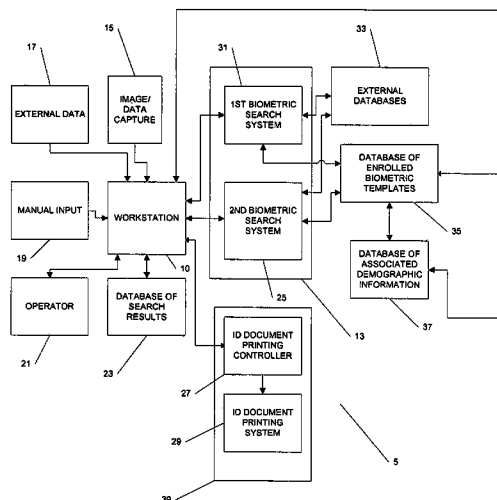 17
15
31
33
EXTERNAL DATA
IMAGE/
DATA
CAPTURE
1ST BIOMETRIC
SEARCH
SYSTEM
EXTERNAL
DATABASES
MANUAL INPUT
19
WORKSTATION
10
2ND BIOMETRIC
SEARCH
SYSTEM
25
DATABASE OF
ENROLLED
BIOMETRIC
TEMPLATES
35
OPERATOR
21
DATABASE OF
SEARCH
RESULTS
23
13
DATABASE OF
ASSOCIATED
DEMOGRAPHIC
INFORMATION
37
ID DOCUMENT
PRINTING
CONTROLLER
27
ID DOCUMENT
PRINTING
SYSTEM
29
39
5